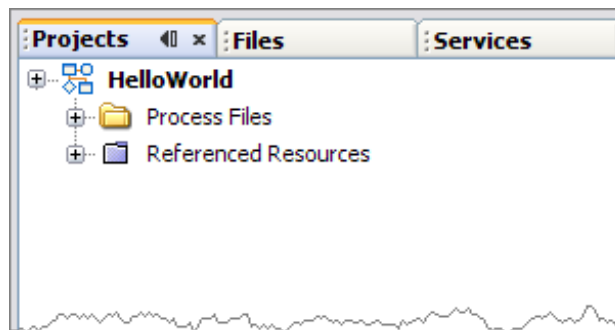 Projects Files Services
HelloWorld
Process Files
Referenced Resources